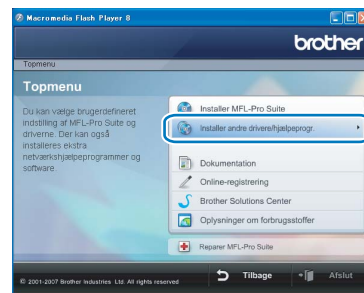 Macromedia Flash Player 8
brother
Topmenu
Topmenu
Du kan vælge brugerdefineret
indstilling af MFL-Pro Suite og
driverne. Der kan også
installeres ekstra
netværkshjælpeprogrammer og
software.
Installer MFL-Pro Suite
Installer andre drivere/hjælpeprogr.
Dokumentation
Online-registrering
Brother Solutions Center
Oplysninger om forbrugsstoffer
Reparer MFL-Pro Suite
© 2001-2007 Brother Industries Ltd. All rights reserved
Tilbage
Afslut